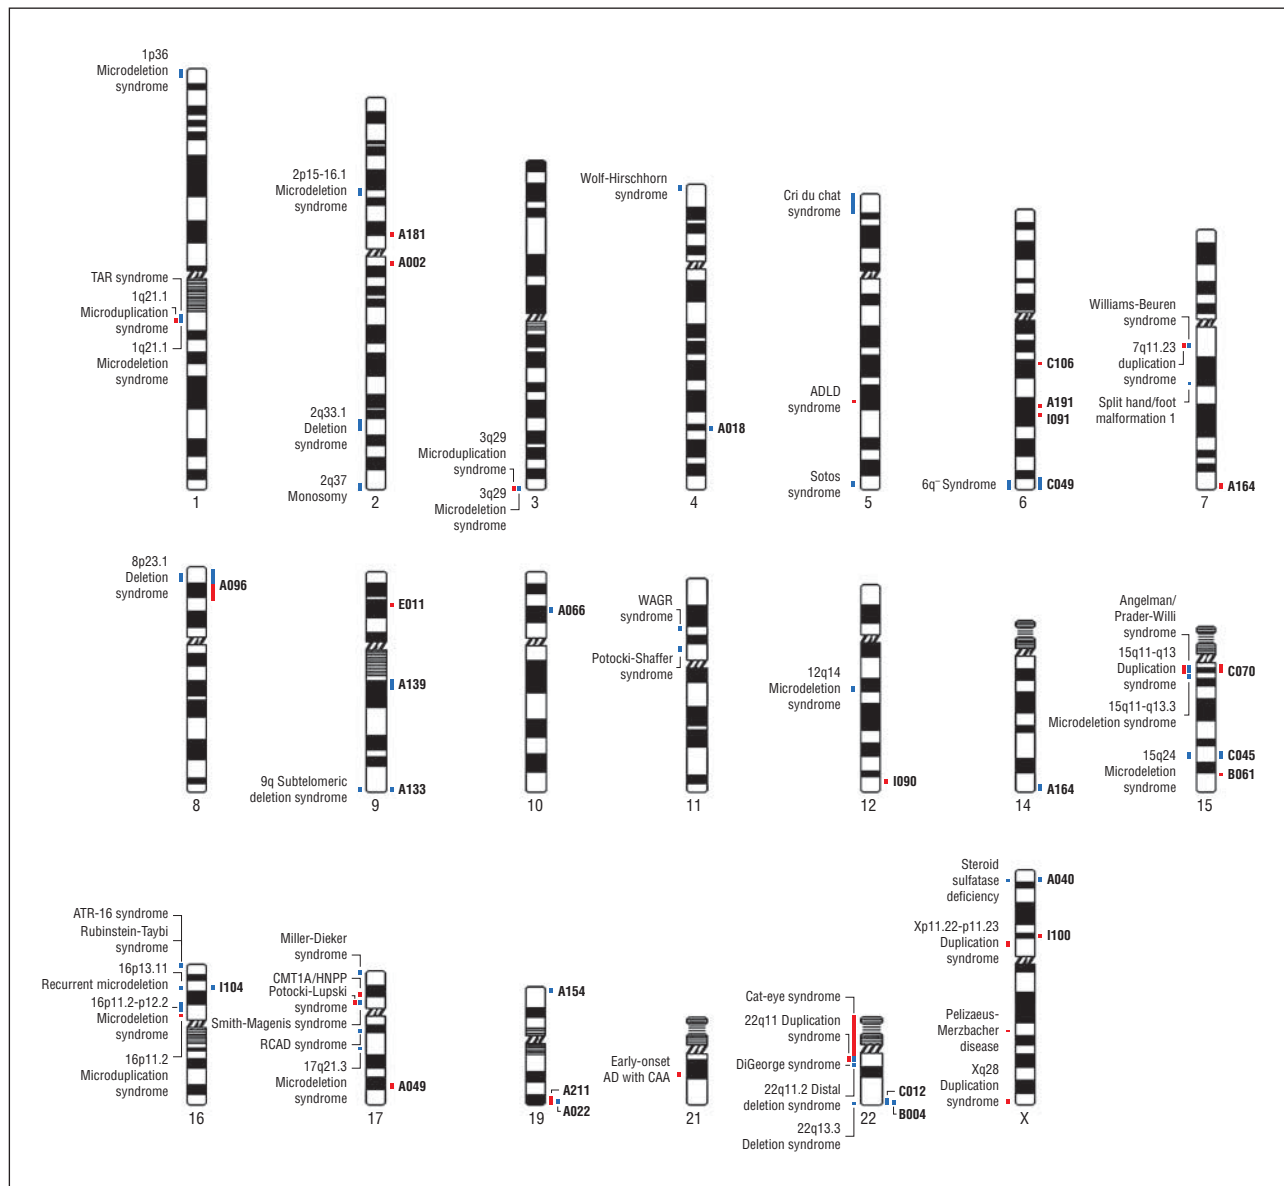 1p36
Microdeletion
syndrome
TAR syndrome
1q21.1
Microduplication
syndrome
1q21.1
Microdeletion
syndrome
1
2p15-16.1
Microdeletion
syndrome
A181
A002
2q33.1
Deletion
syndrome
2q37
Monosomy
2
3q29
Microduplication
syndrome
3q29
Microdeletion
syndrome
3
Wolf-Hirschhorn
syndrome
A018
4
Cri du chat
syndrome
ADLD
syndrome
Sotos
syndrome
5
C106
A191
I091
6q– Syndrome
C049
6
Williams-Beuren
syndrome
7q11.23
duplication
syndrome
Split hand/foot
malformation 1
A164
7
8p23.1
Deletion
syndrome
A096
8
E011
A139
9q Subtelomeric
deletion syndrome
A133
9
A066
10
WAGR
syndrome
Potocki-Shaffer
syndrome
11
12q14
Microdeletion
syndrome
I090
12
A164
14
Angelman/
Prader-Willi
syndrome
15q11-q13
Duplication
syndrome
C070
15q11-q13.3
Microdeletion syndrome
15q24
Microdeletion
syndrome
C045
B061
15
ATR-16 syndrome
Rubinstein-Taybi
syndrome
16p13.11
Recurrent microdeletion
I104
16p11.2-p12.2
Microdeletion
syndrome
16p11.2
Microduplication
syndrome
16
Miller-Dieker
syndrome
CMT1A/HNPP
Potocki-Lupski
syndrome
Smith-Magenis syndrome
RCAD syndrome
17q21.3
Microdeletion
syndrome
A049
17
A154
A211
A022
19
Early-onset
AD with CAA
21
Cat-eye syndrome
22q11 Duplication
syndrome
DiGeorge syndrome
22q11.2 Distal
deletion syndrome
22q13.3
Deletion syndrome
C012
B004
22
Steroid
sulfatase
deficiency
A040
Xp11.22-p11.23
Duplication
syndrome
I100
Pelizaeus-
Merzbacher
disease
Xq28
Duplication
syndrome
X